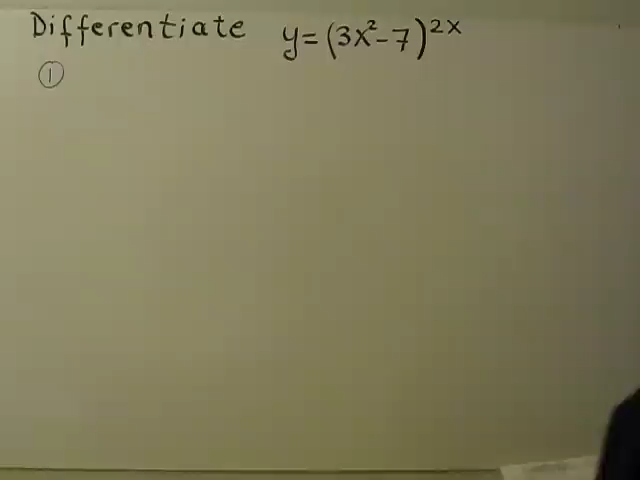 Differentiate y=(3x²-7)²ˣ
①